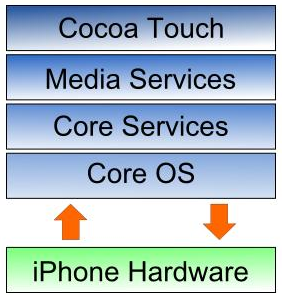 Cocoa Touch
Media Services
Core Services
Core OS
iPhone Hardware